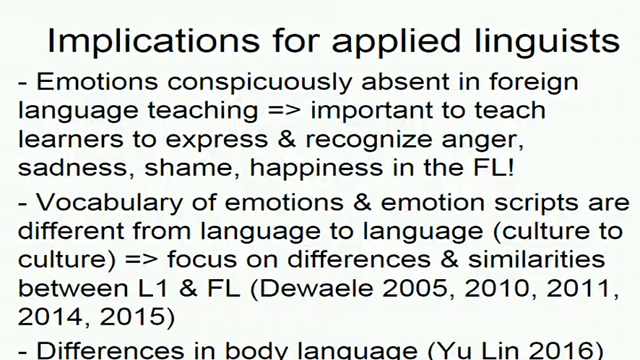 Implications for applied linguists
- Emotions conspicuously absent in foreign
language teaching => important to teach
learners to express & recognize anger,
sadness, shame, happiness in the FL!
- Vocabulary of emotions & emotion scripts are
different from language to language (culture to
culture) => focus on differences & similarities
between L1 & FL (Dewaele 2005, 2010, 2011,
2014, 2015)
- Differences in body language (Yu Lin 2016)